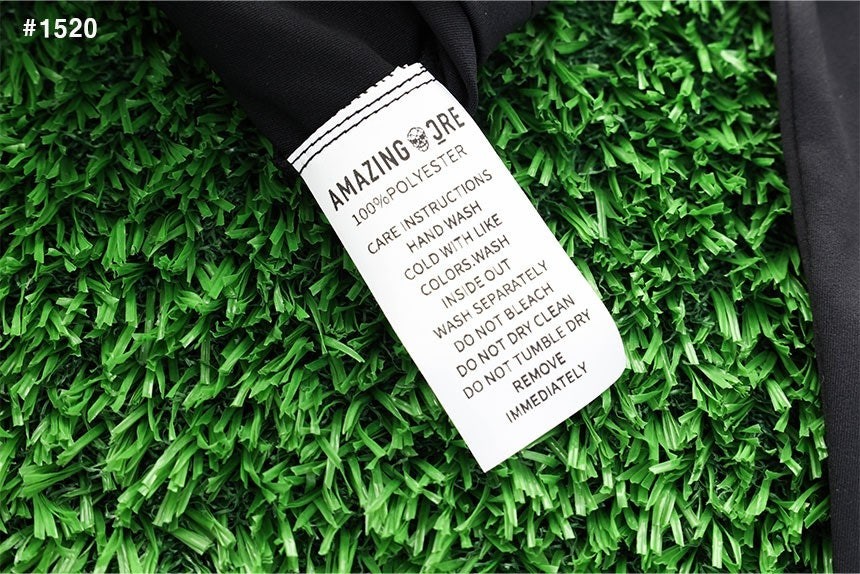 #1520
AMAZING ƆRE
100%POLYESTER
CARE INSTRUCTIONS
HAND WASH
COLD WITH LIKE
COLORS.WASH
INSIDE OUT
WASH SEPARATELY
DO NOT BLEACH
DO NOT DRY CLEAN
DO NOT TUMBLE DRY
REMOVE
IMMEDIATELY